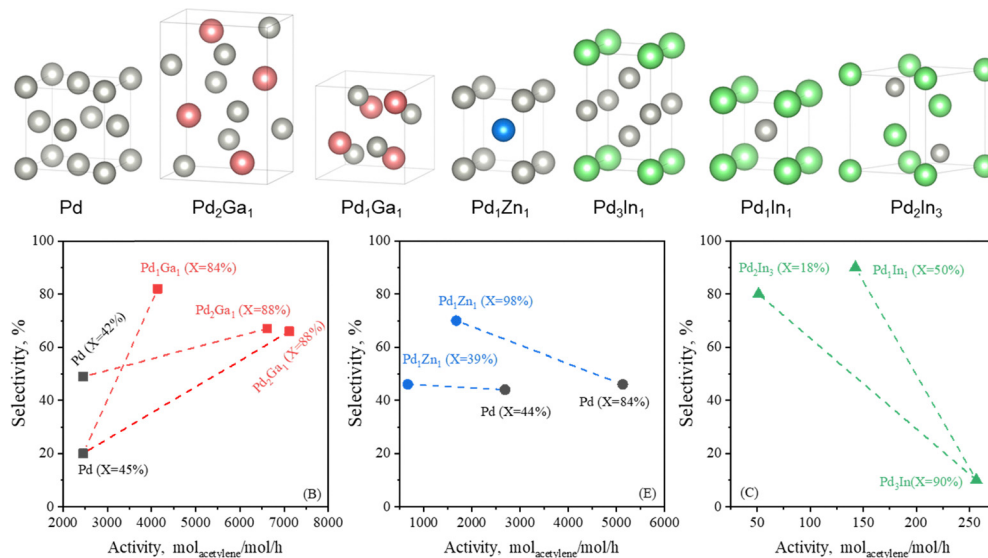 Pd
Pd₂Ga₁
Pd₁Ga₁
Pd₁Zn₁
Pd₃In₁
Pd₁In₁
Pd₂In₃
100
80
60
40
20
0
Selectivity, %
Pd₁Ga₁ (X=84%)
Pd (X=42%)
Pd₂Ga₁ (X=88%)
Pd₂Ga₁ (X=88%)
Pd (X=45%)
(B)
2000 3000 4000 5000 6000 7000 8000
Activity, molacetylene/mol/h
100
80
60
40
20
0
Selectivity, %
Pd₁Zn₁ (X=98%)
Pd₁Zn₁ (X=39%)
Pd (X=44%)
Pd (X=84%)
(E)
1000 2000 3000 4000 5000 6000
Activity, molacetylene/mol/h
100
80
60
40
20
0
Selectivity, %
Pd₂In₃ (X=18%)
Pd₁In₁ (X=50%)
Pd₃In(X=90%)
(C)
50 100 150 200 250
Activity, molacetylene/mol/h